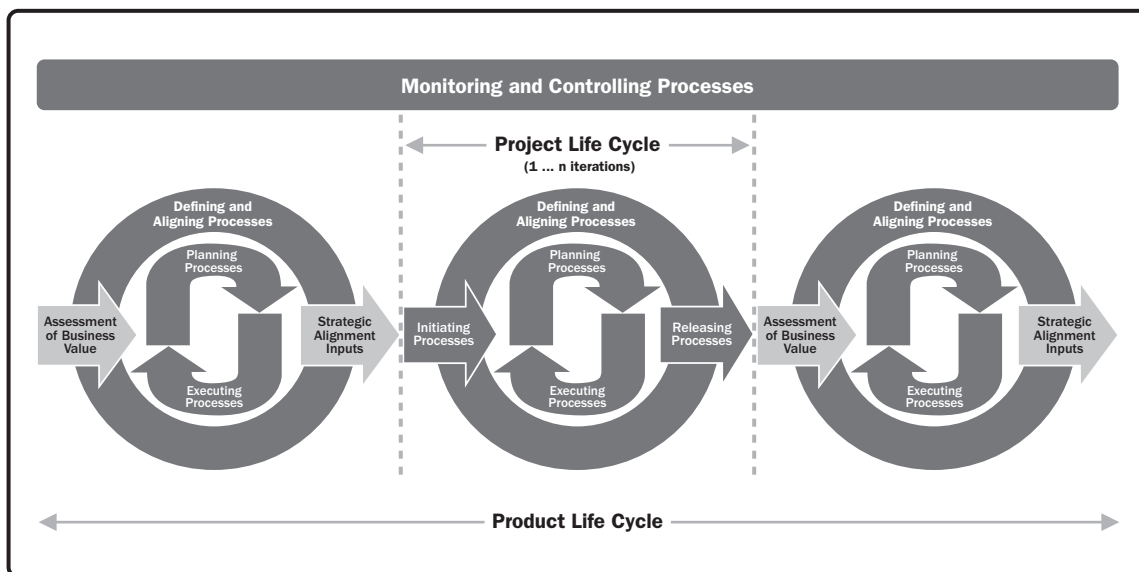 Monitoring and Controlling Processes
Project Life Cycle
(1 ... n iterations)
Defining and
Aligning Processes
Planning
Processes
Assessment
of Business
Value
Strategic
Alignment
Inputs
Executing
Processes
Defining and
Aligning Processes
Planning
Processes
Initiating
Processes
Releasing
Processes
Executing
Processes
Defining and
Aligning Processes
Planning
Processes
Assessment
of Business
Value
Strategic
Alignment
Inputs
Executing
Processes
Product Life Cycle